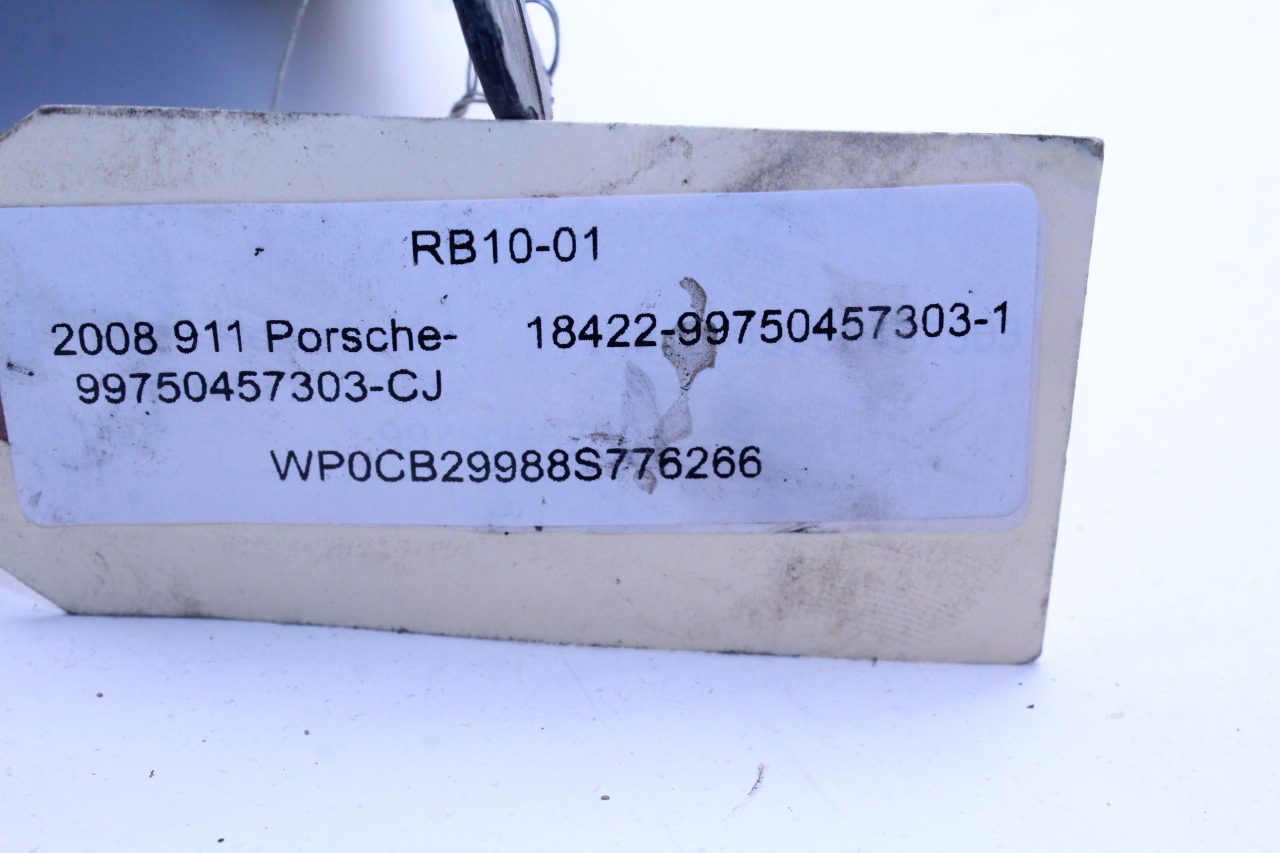 RB10-01
2008 911 Porsche- 18422-99750457303-1
99750457303-CJ
WP0CB29988S776266